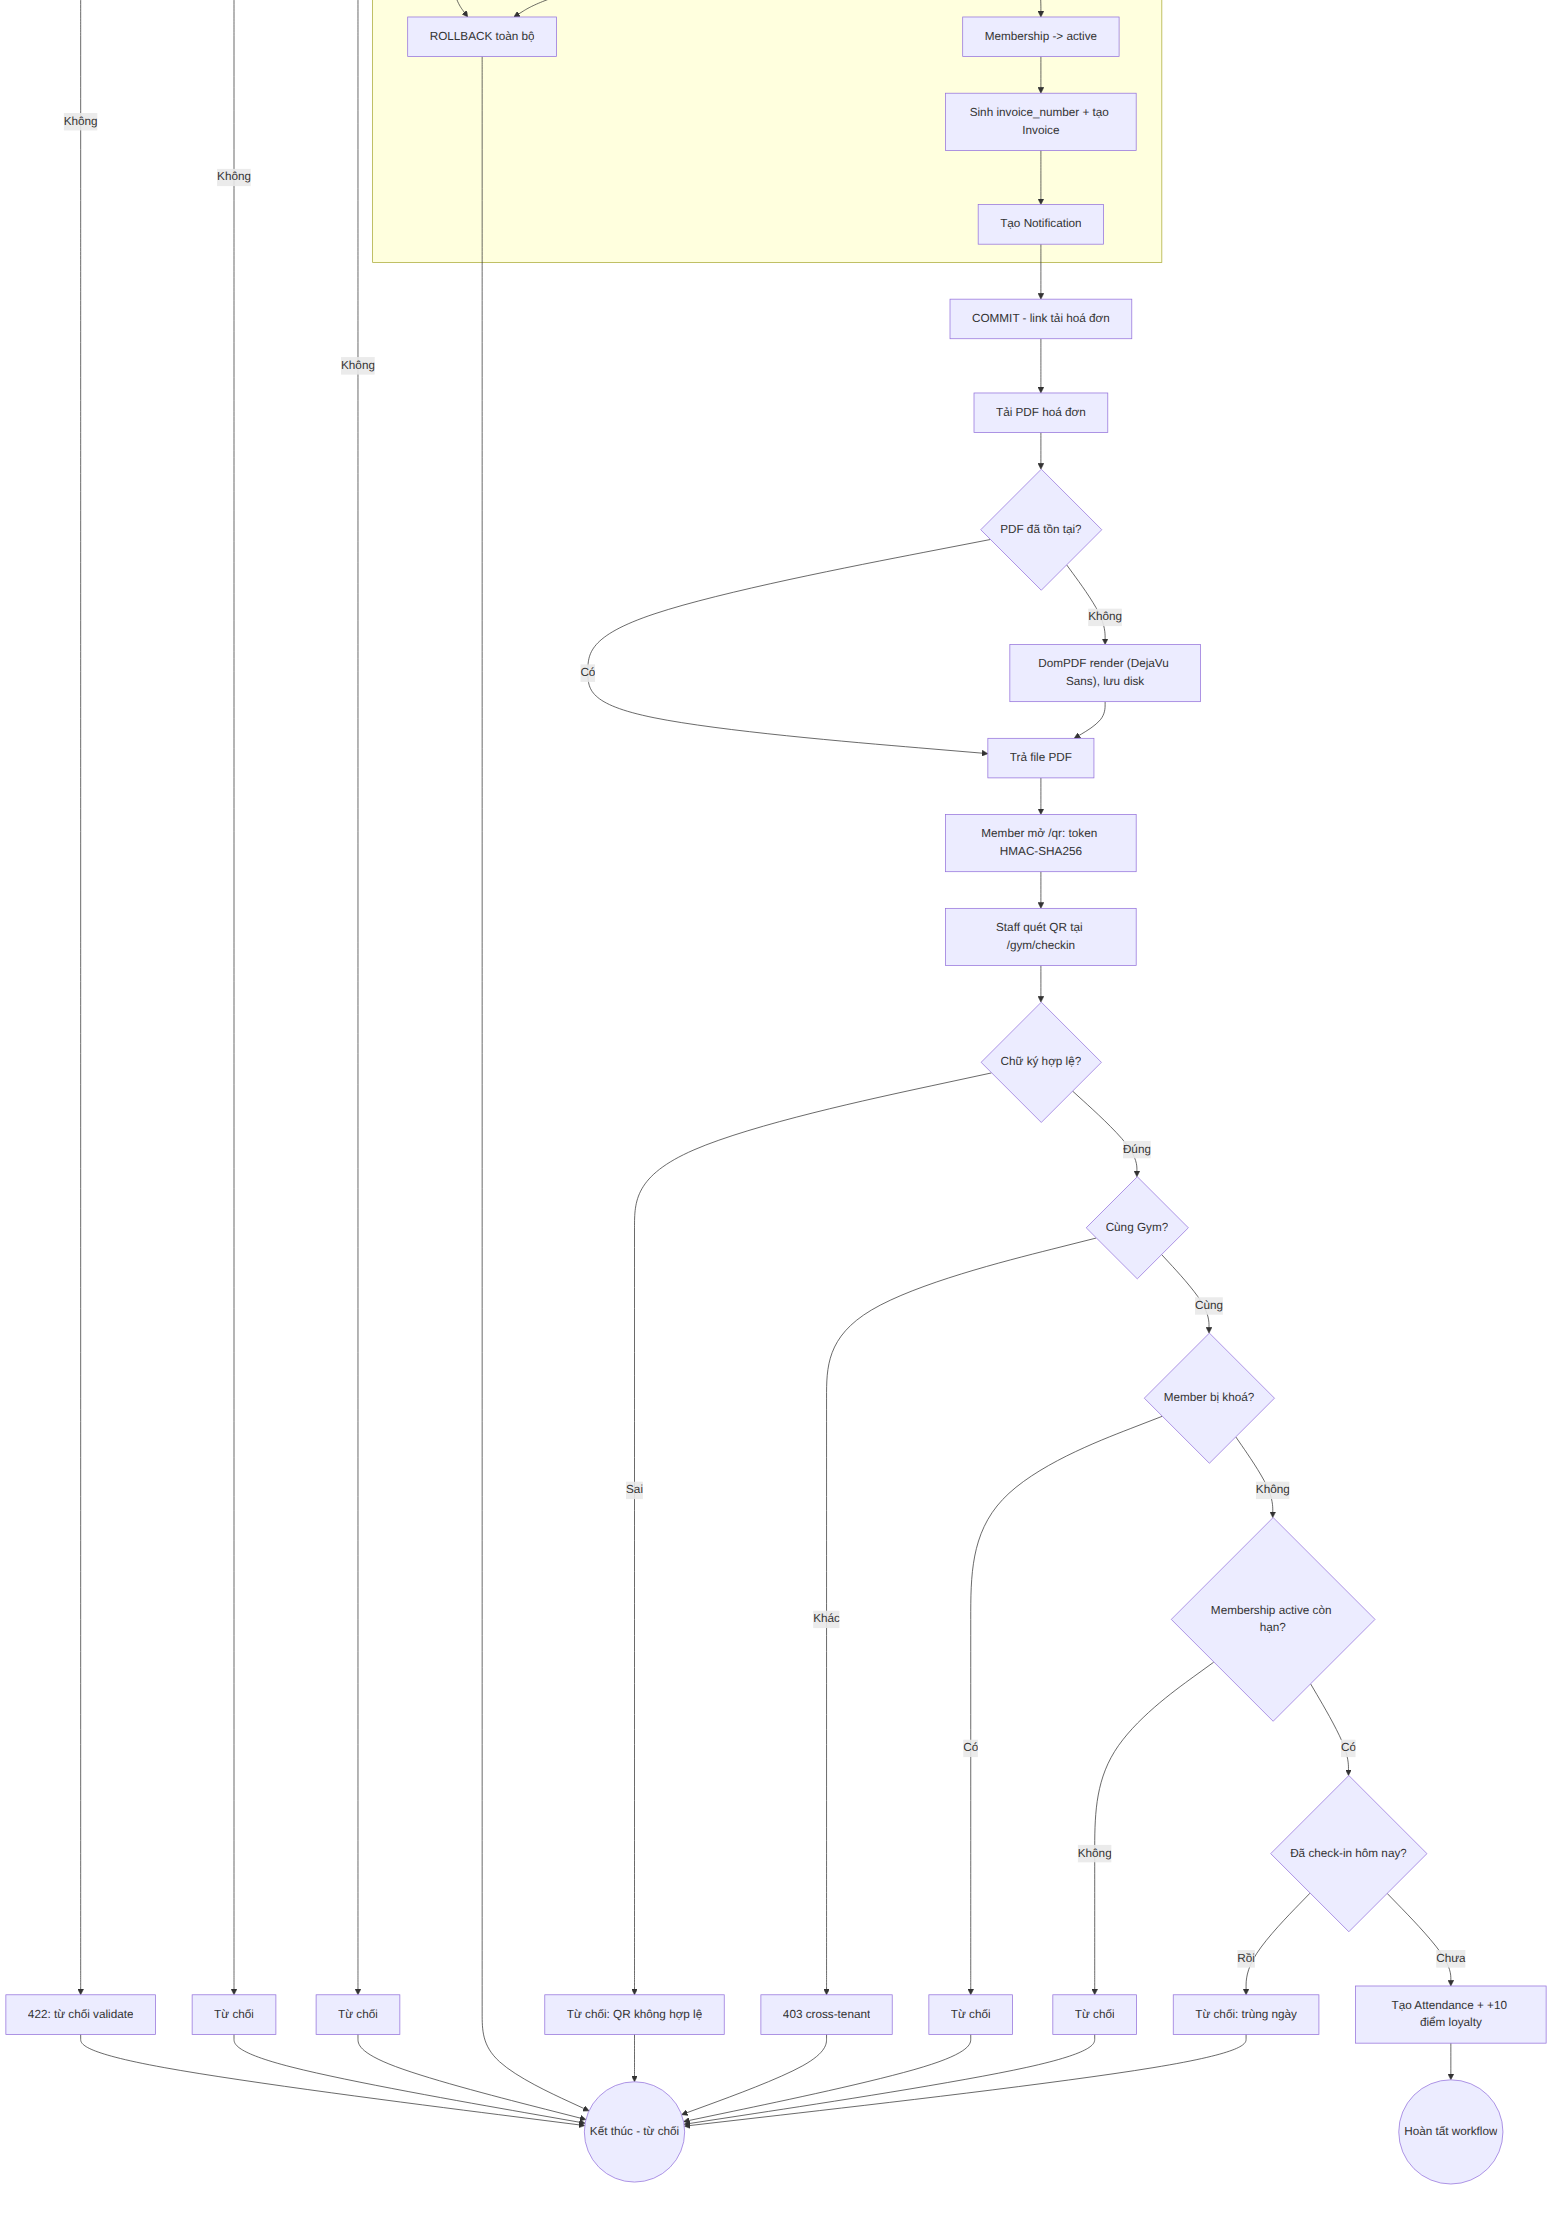 ROLLBACK toàn bộ
Membership -> active
Sinh invoice_number + tạo
Invoice
Không
Không
Tạo Notification
COMMIT - link tải hoá đơn
Không
Tải PDF hoá đơn
PDF đã tồn tại?
Không
Có
DomPDF render (DejaVu
Sans), lưu disk
Trả file PDF
Member mở /qr: token
HMAC-SHA256
Staff quét QR tại
/gym/checkin
Chữ ký hợp lệ?
Đúng
Cùng Gym?
Cùng
Member bị khoá?
Sai
Không
Khác
Membership active còn
hạn?
Có
Có
Không
Đã check-in hôm nay?
Rồi
Chưa
422: từ chối validate
Từ chối
Từ chối
Từ chối: QR không hợp lệ
403 cross-tenant
Từ chối
Từ chối
Từ chối: trùng ngày
Tạo Attendance + +10
điểm loyalty
Kết thúc - từ chối
Hoàn tất workflow